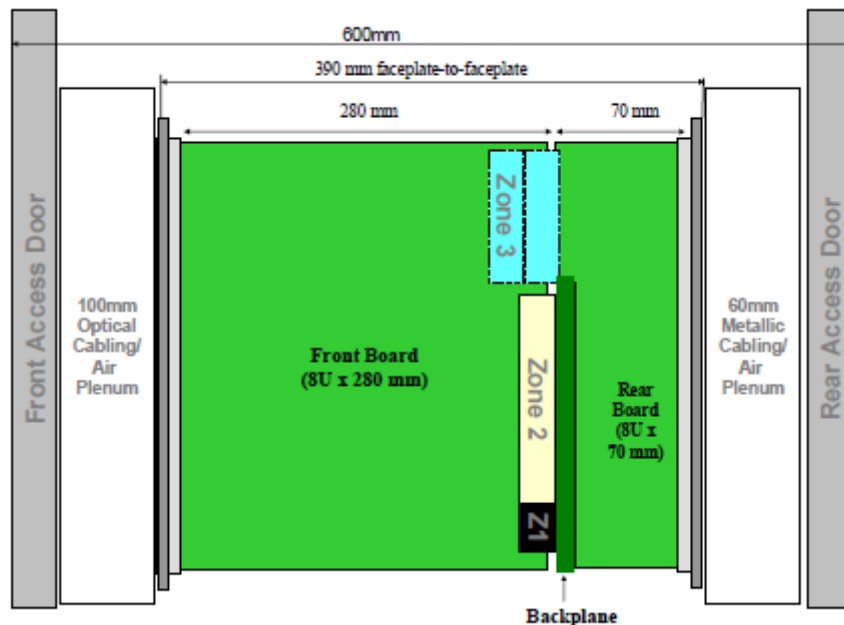 600mm
390 mm faceplate-to-faceplate
280 mm
70 mm
Front Access Door
100mm
Optical
Cabling/
Air
Plenum
Front Board
(8U x 280 mm)
Zone 3
Zone 2
Z1
Rear
Board
(8U x
70 mm)
60mm
Metallic
Cabling/
Air
Plenum
Rear Access Door
Backplane